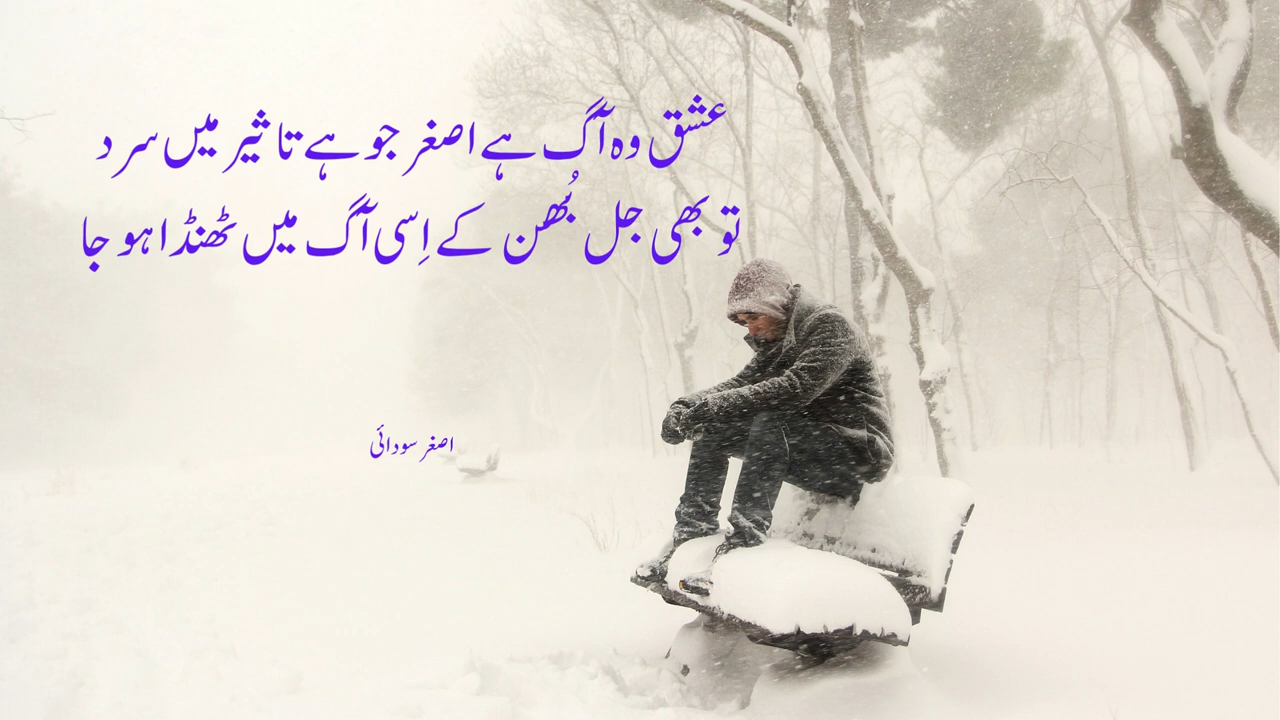 عشق وہ آگ ہے اصغر جو ہے تاثیر میں سرد
تو بھی جل بُھن کے اِسی آگ میں ٹھنڈا ہو جا
اصغر سودائی